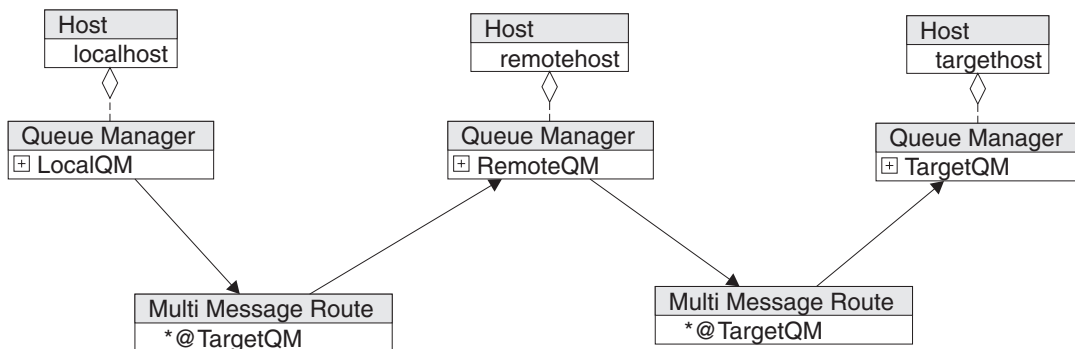 Host
localhost
Host
remotehost
Host
targethost
Queue Manager
LocalQM
Queue Manager
RemoteQM
Queue Manager
TargetQM
Multi Message Route
*@TargetQM
Multi Message Route
*@TargetQM